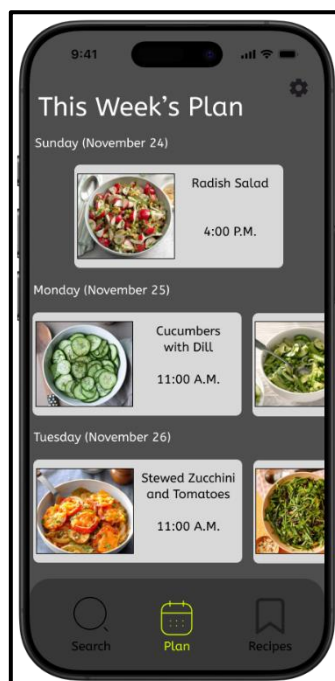 9:41
This Week's Plan
Sunday (November 24)
Radish Salad
4:00 P.M.
Monday (November 25)
Cucumbers
with Dill
11:00 A.M.
Tuesday (November 26)
Stewed Zucchini
and Tomatoes
11:00 A.M.
Search
Plan
Recipes